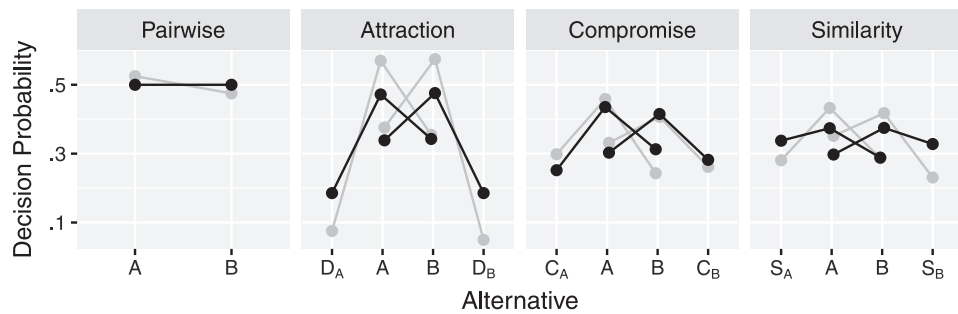 Pairwise
Attraction
Compromise
Similarity
Decision Probability
.5
.3
.1
A B
D_A A B D_B
C_A A B C_B
S_A A B S_B
Alternative